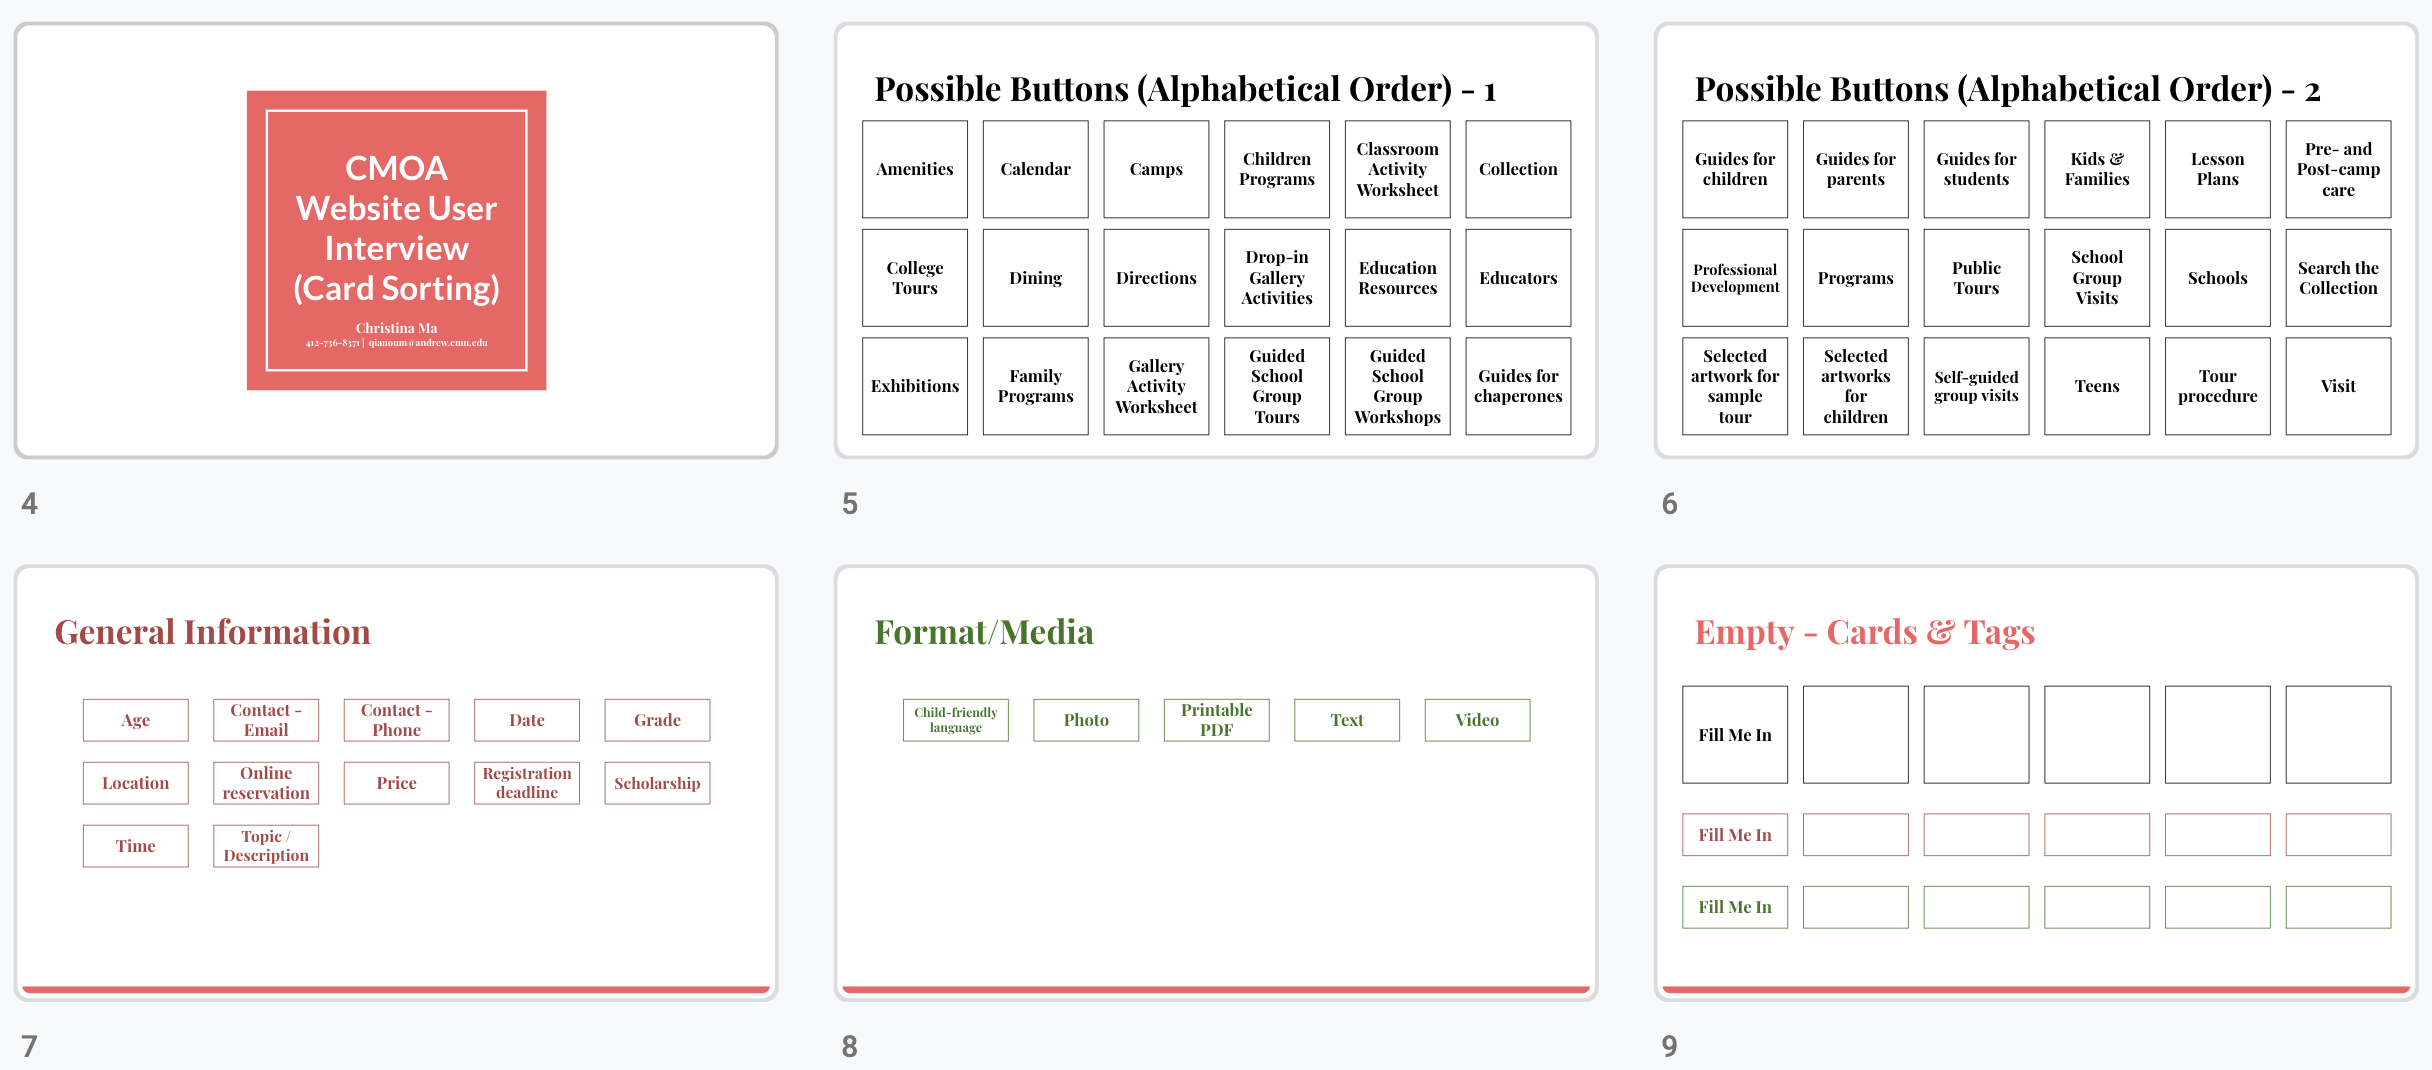 CMOA
Website User
Interview
(Card Sorting)
Christina Ma
412-736-8371 | qianoum@andrew.cmu.edu
4
Possible Buttons (Alphabetical Order) - 1
Amenities
Calendar
Camps
Children
Programs
Classroom
Activity
Worksheet
Collection
College
Tours
Dining
Directions
Drop-in
Gallery
Activities
Education
Resources
Educators
Exhibitions
Family
Programs
Gallery
Activity
Worksheet
Guided
School
Group
Tours
Guided
School
Group
Workshops
Guides for
chaperones
5
Possible Buttons (Alphabetical Order) - 2
Guides for
children
Guides for
parents
Guides for
students
Kids &
Families
Lesson
Plans
Pre- and
Post-camp
care
Professional
Development
Programs
Public
Tours
School
Group
Visits
Schools
Search the
Collection
Selected
artwork for
sample
tour
Selected
artworks
for
children
Self-guided
group visits
Teens
Tour
procedure
Visit
6
General Information
Age
Contact -
Email
Contact -
Phone
Date
Grade
Location
Online
reservation
Price
Registration
deadline
Scholarship
Time
Topic /
Description
7
Format/Media
Child-friendly
language
Photo
Printable
PDF
Text
Video
8
Empty - Cards & Tags
Fill Me In
Fill Me In
Fill Me In
9